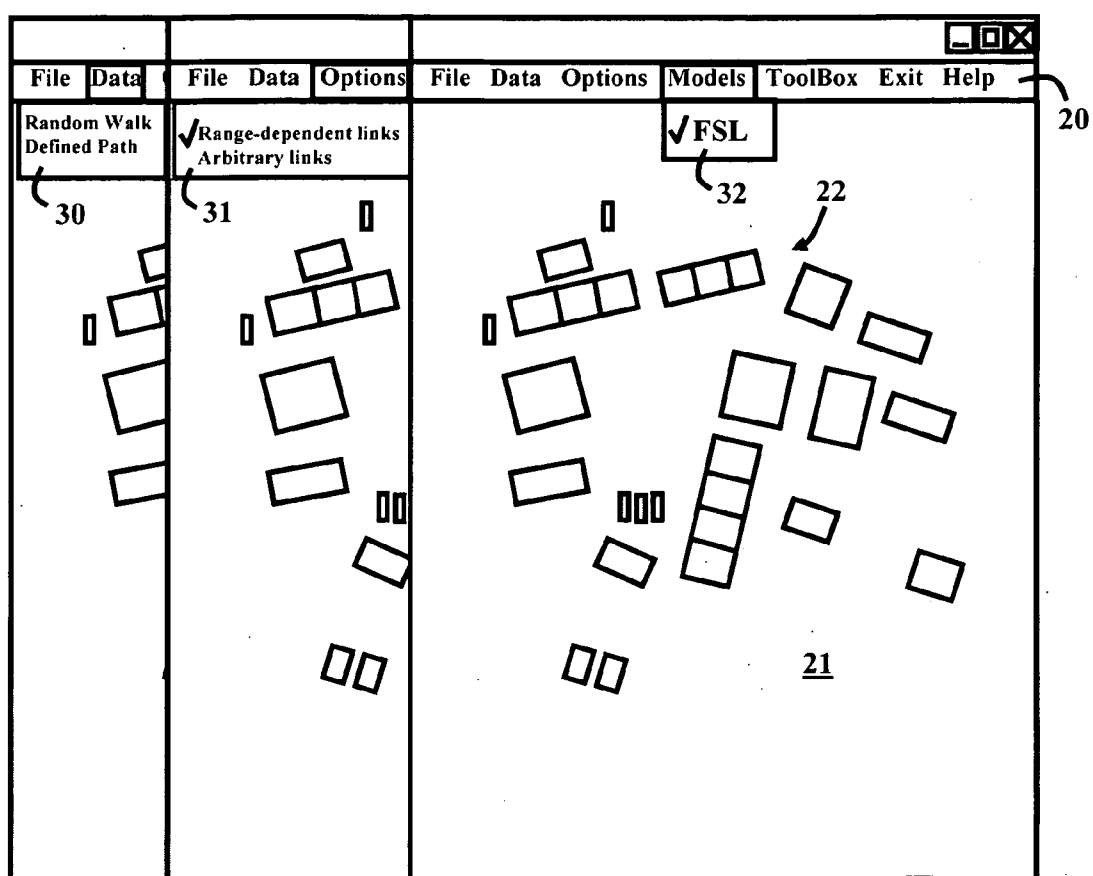 File Data
File Data Options
File Data Options Models ToolBox Exit Help
20
Random Walk
Defined Path
✓Range-dependent links
Arbitrary links
✓FSL
30
31
32
22
21